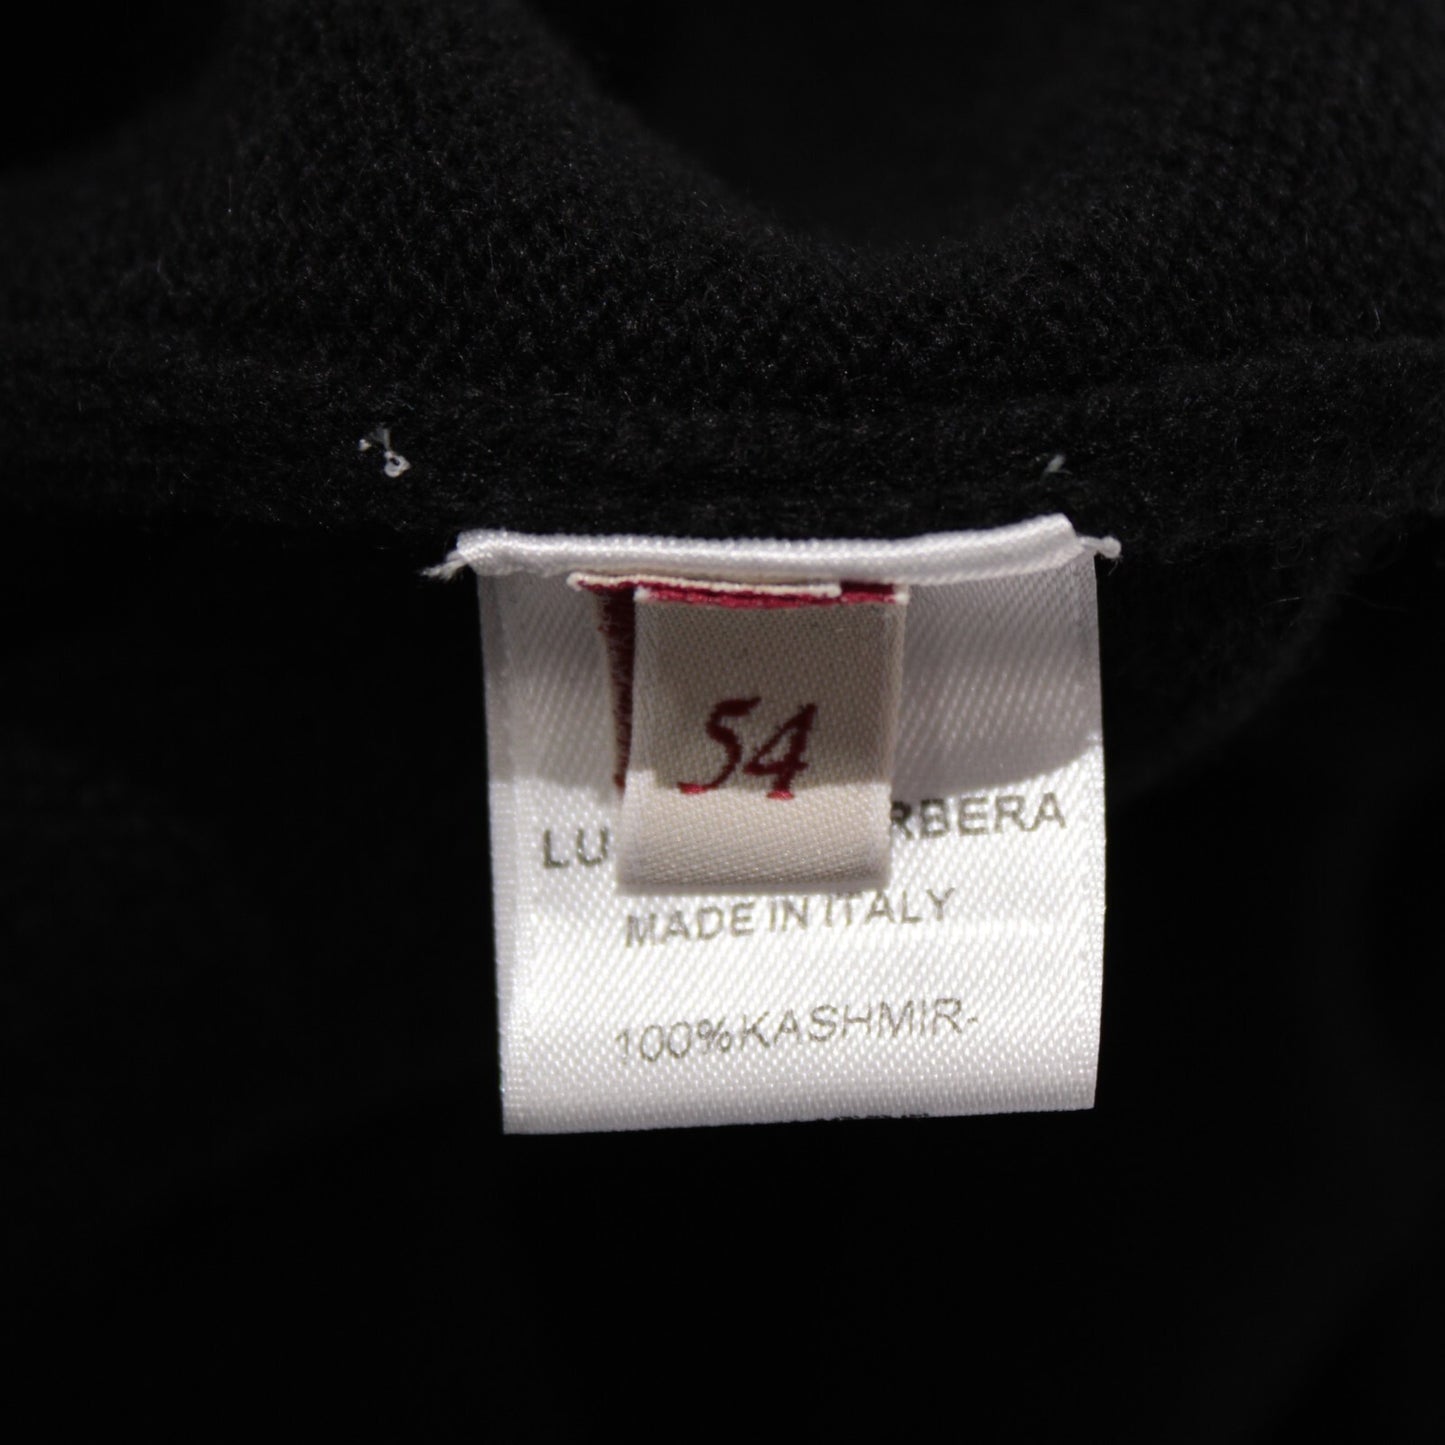 54
LU RBERA
MADE IN ITALY
100%KASHMIR-